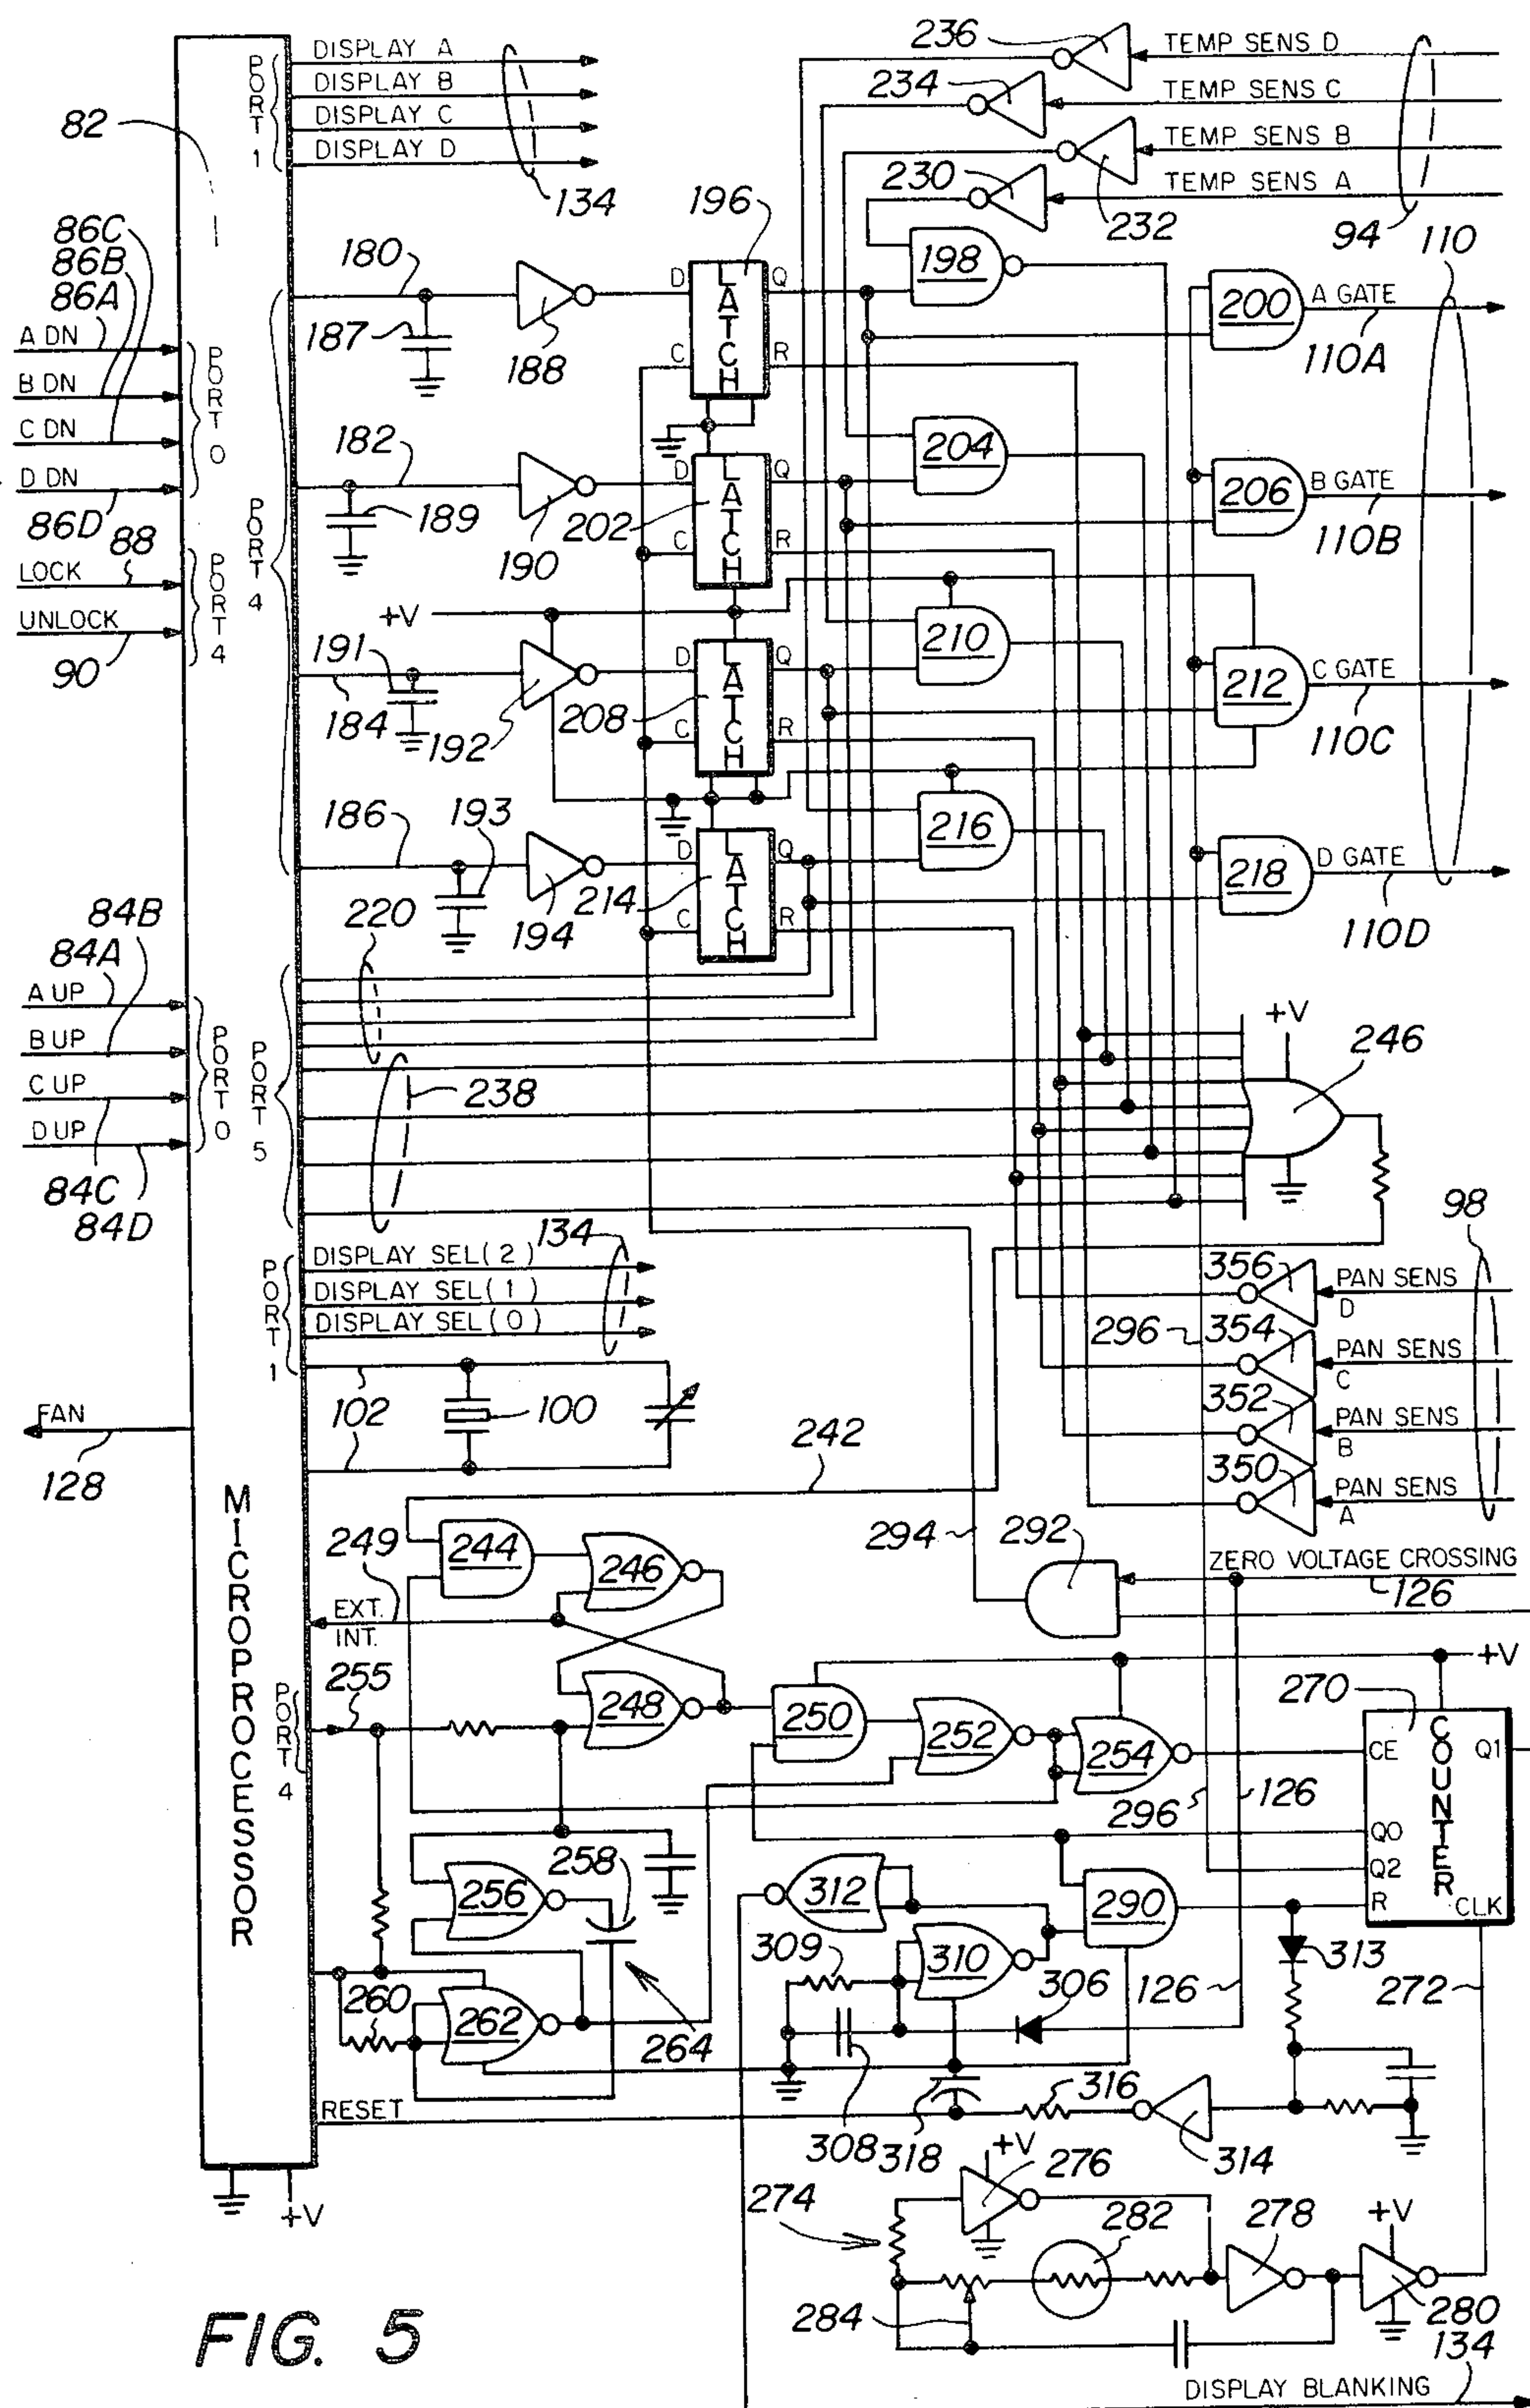 DISPLAY A
DISPLAY B
DISPLAY C
DISPLAY D
PORT 1
134
82
236
TEMP SENS D
234
TEMP SENS C
TEMP SENS B
230
TEMP SENS A
232
94
110
196
198
180
187
188
D
Q
C
R
LATCH
200
A GATE
110A
86C
86B
86A
A DN
B DN
C DN
D DN
86D
PORT 0
88
LOCK
UNLOCK
90
PORT 4
PORT 4
182
189
190
202
D
Q
C
R
LATCH
204
206
B GATE
110B
+V
191
184
192
208
D
Q
C
R
LATCH
210
212
C GATE
110C
186
193
194
214
D
Q
C
R
LATCH
216
218
D GATE
110D
84B
84A
A UP
B UP
C UP
D UP
84C
84D
PORT 0
220
PORT 5
238
+V
246
DISPLAY SEL(2)
DISPLAY SEL(1)
DISPLAY SEL(0)
134
PORT 1
98
356
PAN SENS D
296
354
PAN SENS C
352
PAN SENS B
350
PAN SENS A
102
100
FAN
128
242
MICROPROCESSOR
249
244
246
294
292
ZERO VOLTAGE CROSSING
126
EXT. INT.
255
PORT 4
248
250
252
254
+V
270
COUNTER
CE
Q1
Q0
Q2
R
CLK
296
126
258
256
312
290
309
310
306
126
313
272
260
262
264
RESET
308
318
316
314
+V
+V
276
274
282
278
+V
284
280
134
DISPLAY BLANKING
FIG. 5